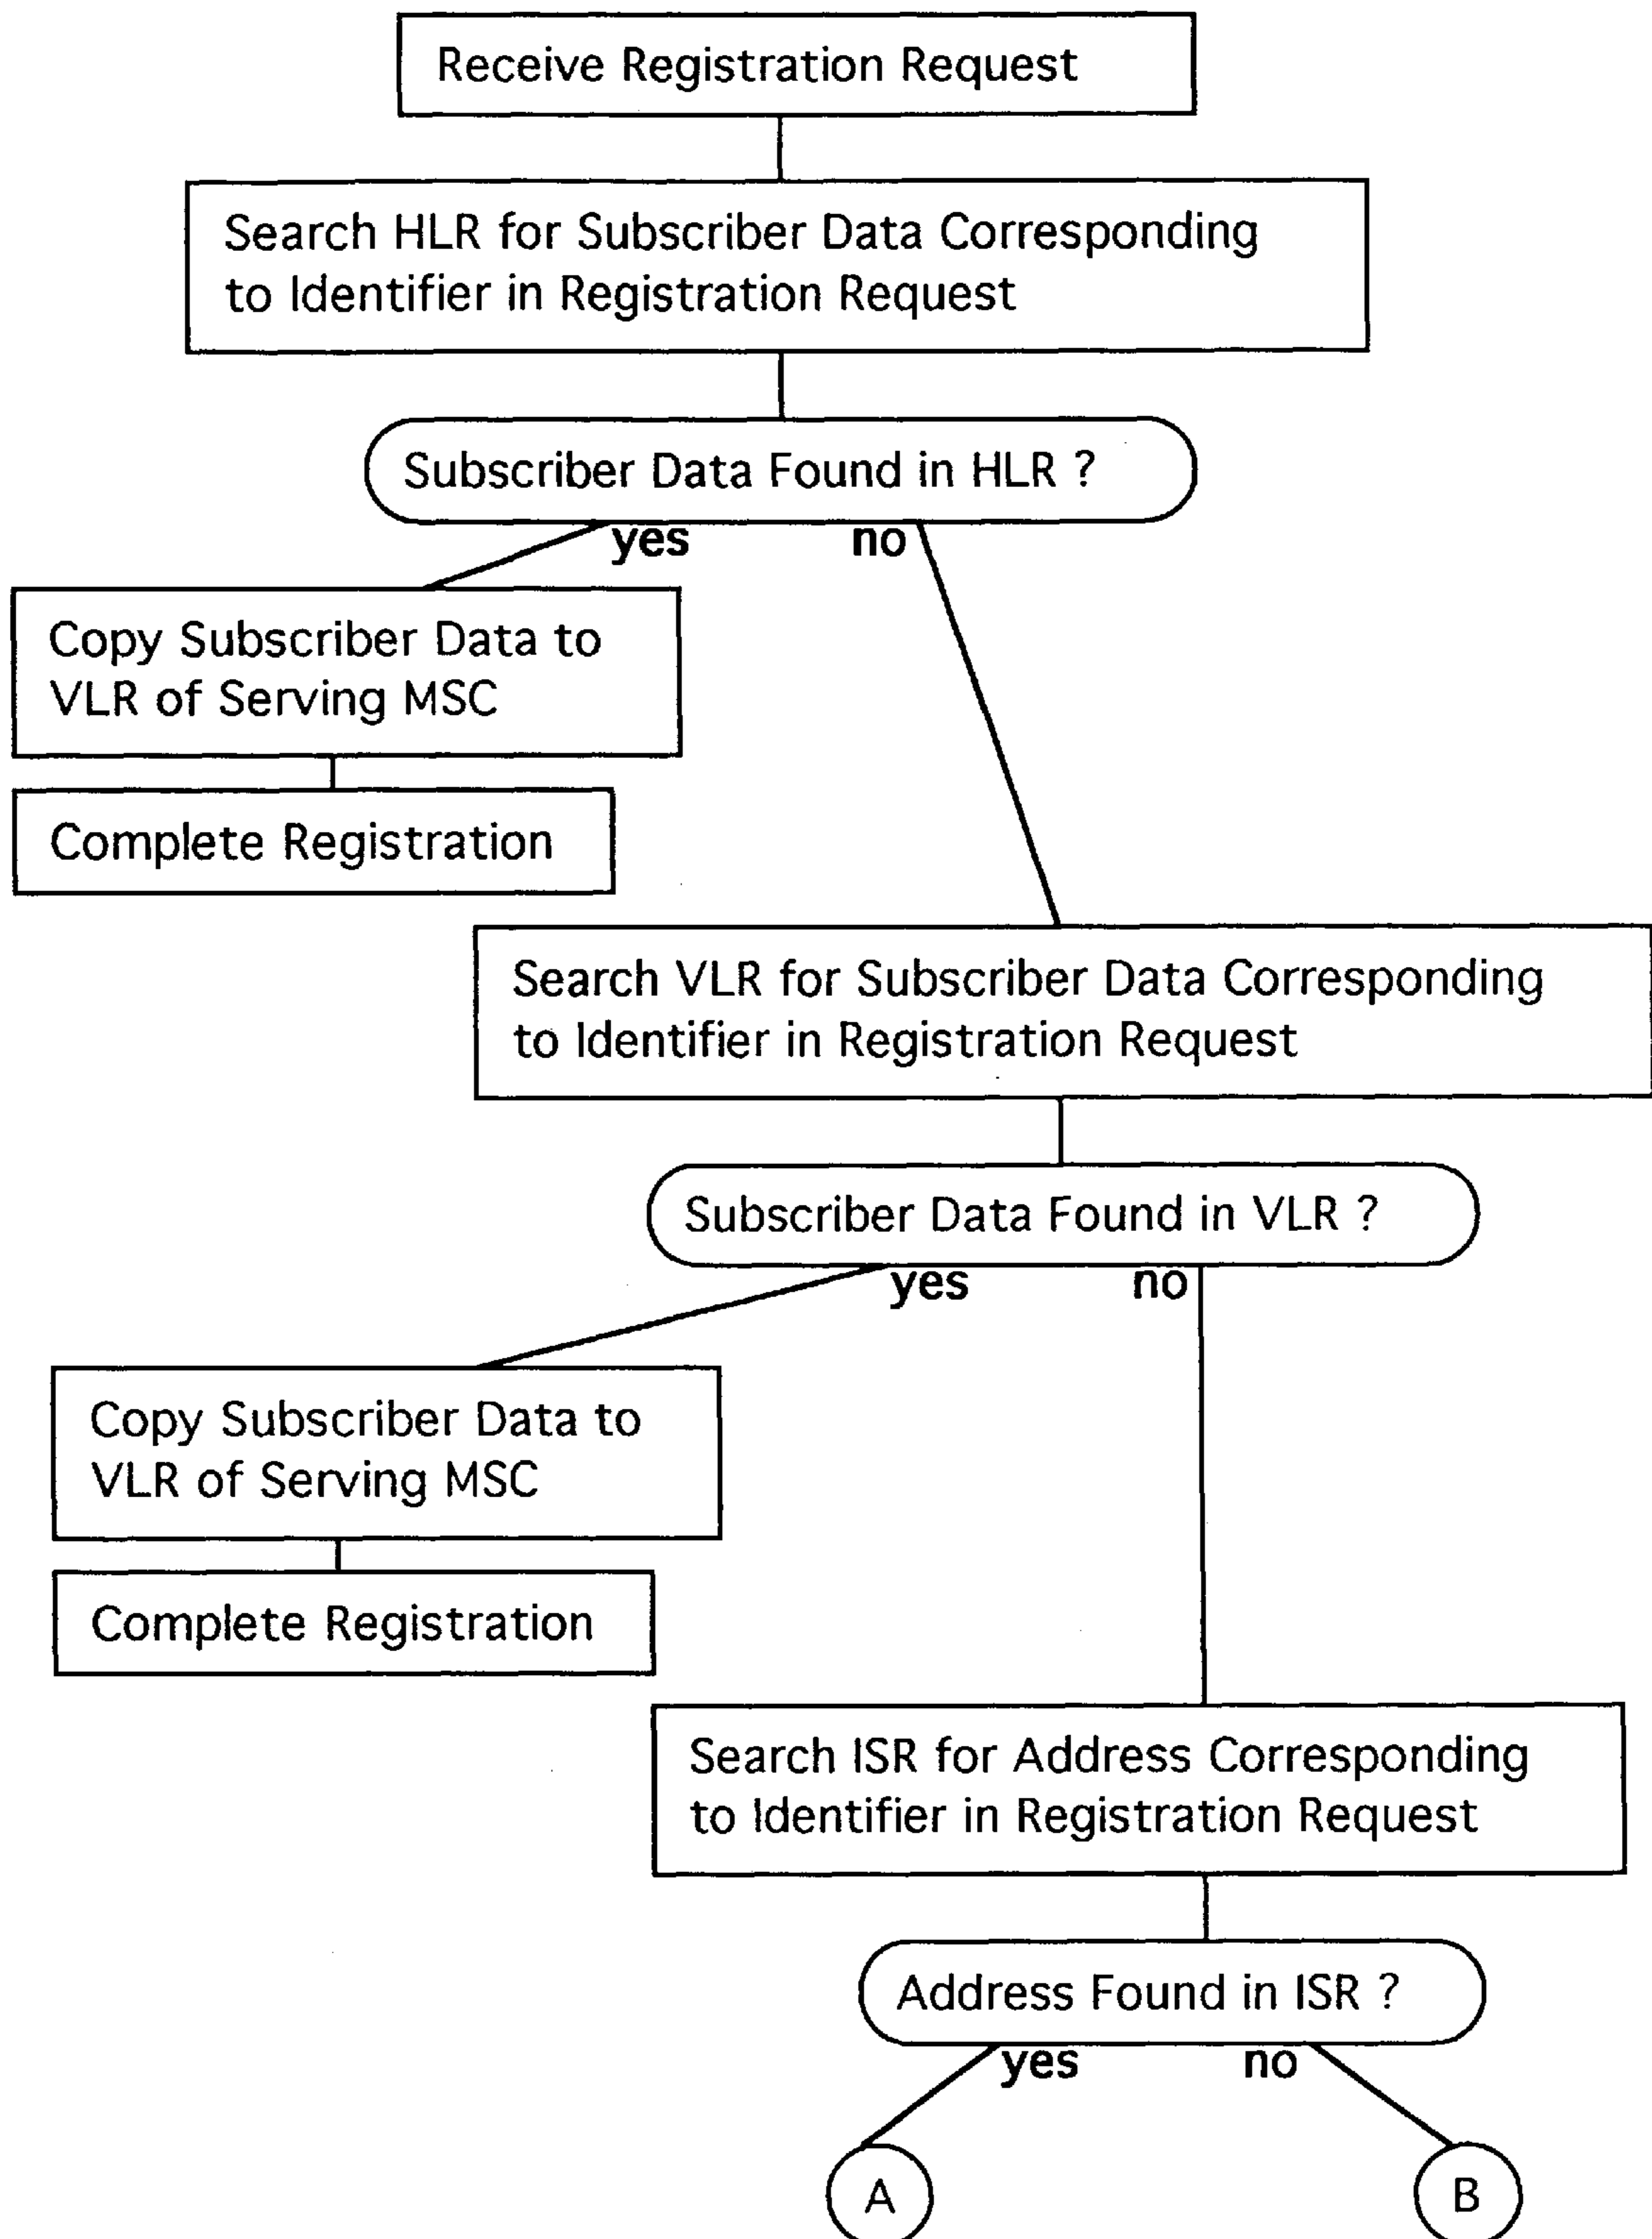 Receive Registration Request
Search HLR for Subscriber Data Corresponding
to Identifier in Registration Request
Subscriber Data Found in HLR ?
yes
no
Copy Subscriber Data to
VLR of Serving MSC
Complete Registration
Search VLR for Subscriber Data Corresponding
to Identifier in Registration Request
Subscriber Data Found in VLR ?
yes
no
Copy Subscriber Data to
VLR of Serving MSC
Complete Registration
Search ISR for Address Corresponding
to Identifier in Registration Request
Address Found in ISR ?
yes
no
A
B